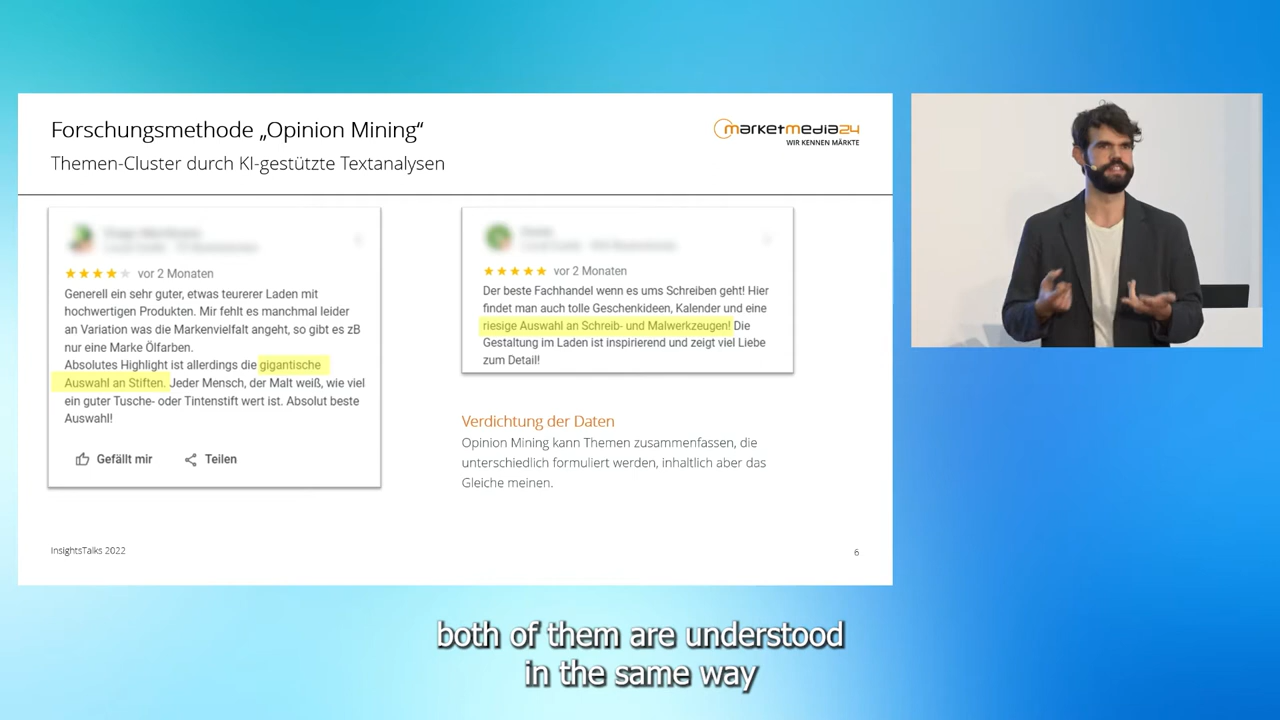 Forschungsmethode „Opinion Mining“
Themen-Cluster durch KI-gestützte Textanalysen
marketmedia24
WIR KENNEN MÄRKTE
vor 2 Monaten
Generell ein sehr guter, etwas teurerer Laden mit
hochwertigen Produkten. Mir fehlt es manchmal leider
an Variation was die Markenvielfalt angeht, so gibt es zB
nur eine Marke Ölfarben.
Absolutes Highlight ist allerdings die gigantische
Auswahl an Stiften. Jeder Mensch, der Malt weiß, wie viel
ein guter Tusche- oder Tintenstift wert ist. Absolut beste
Auswahl!
Gefällt mir
Teilen
vor 2 Monaten
Der beste Fachhandel wenn es ums Schreiben geht! Hier
findet man auch tolle Geschenkideen, Kalender und eine
riesige Auswahl an Schreib- und Malwerkzeugen! Die
Gestaltung im Laden ist inspirierend und zeigt viel Liebe
zum Detail!
Verdichtung der Daten
Opinion Mining kann Themen zusammenfassen, die
unterschiedlich formuliert werden, inhaltlich aber das
Gleiche meinen.
InsightsTalks 2022
6
both of them are understood
in the same way